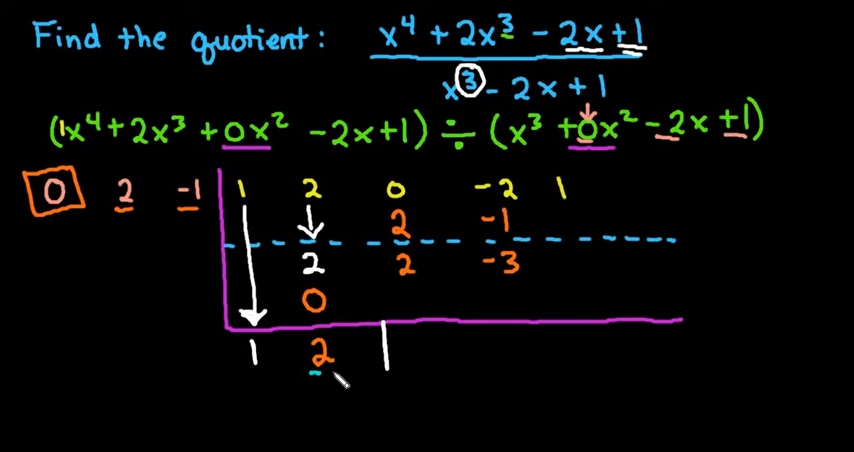 Find the quotient: x⁴ + 2x³ - 2x + 1
x³ - 2x + 1
(1x⁴ + 2x³ + 0x² - 2x + 1) ÷ (x³ + 0x² - 2x + 1)
0 2 -1 1 2 0 -2 1
2 -1
2 2 -3
0
1 2